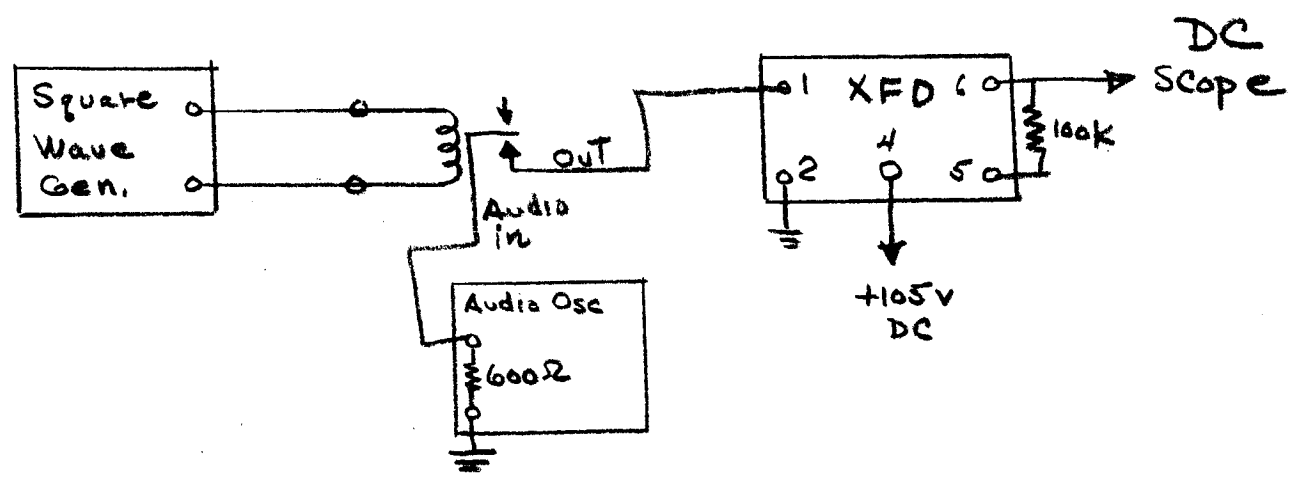 Square
Wave
Gen.
OUT
Audio
in
Audio Osc
600Ω
1 XFD 6
2 4 5
100K
DC
Scope
+105V
DC